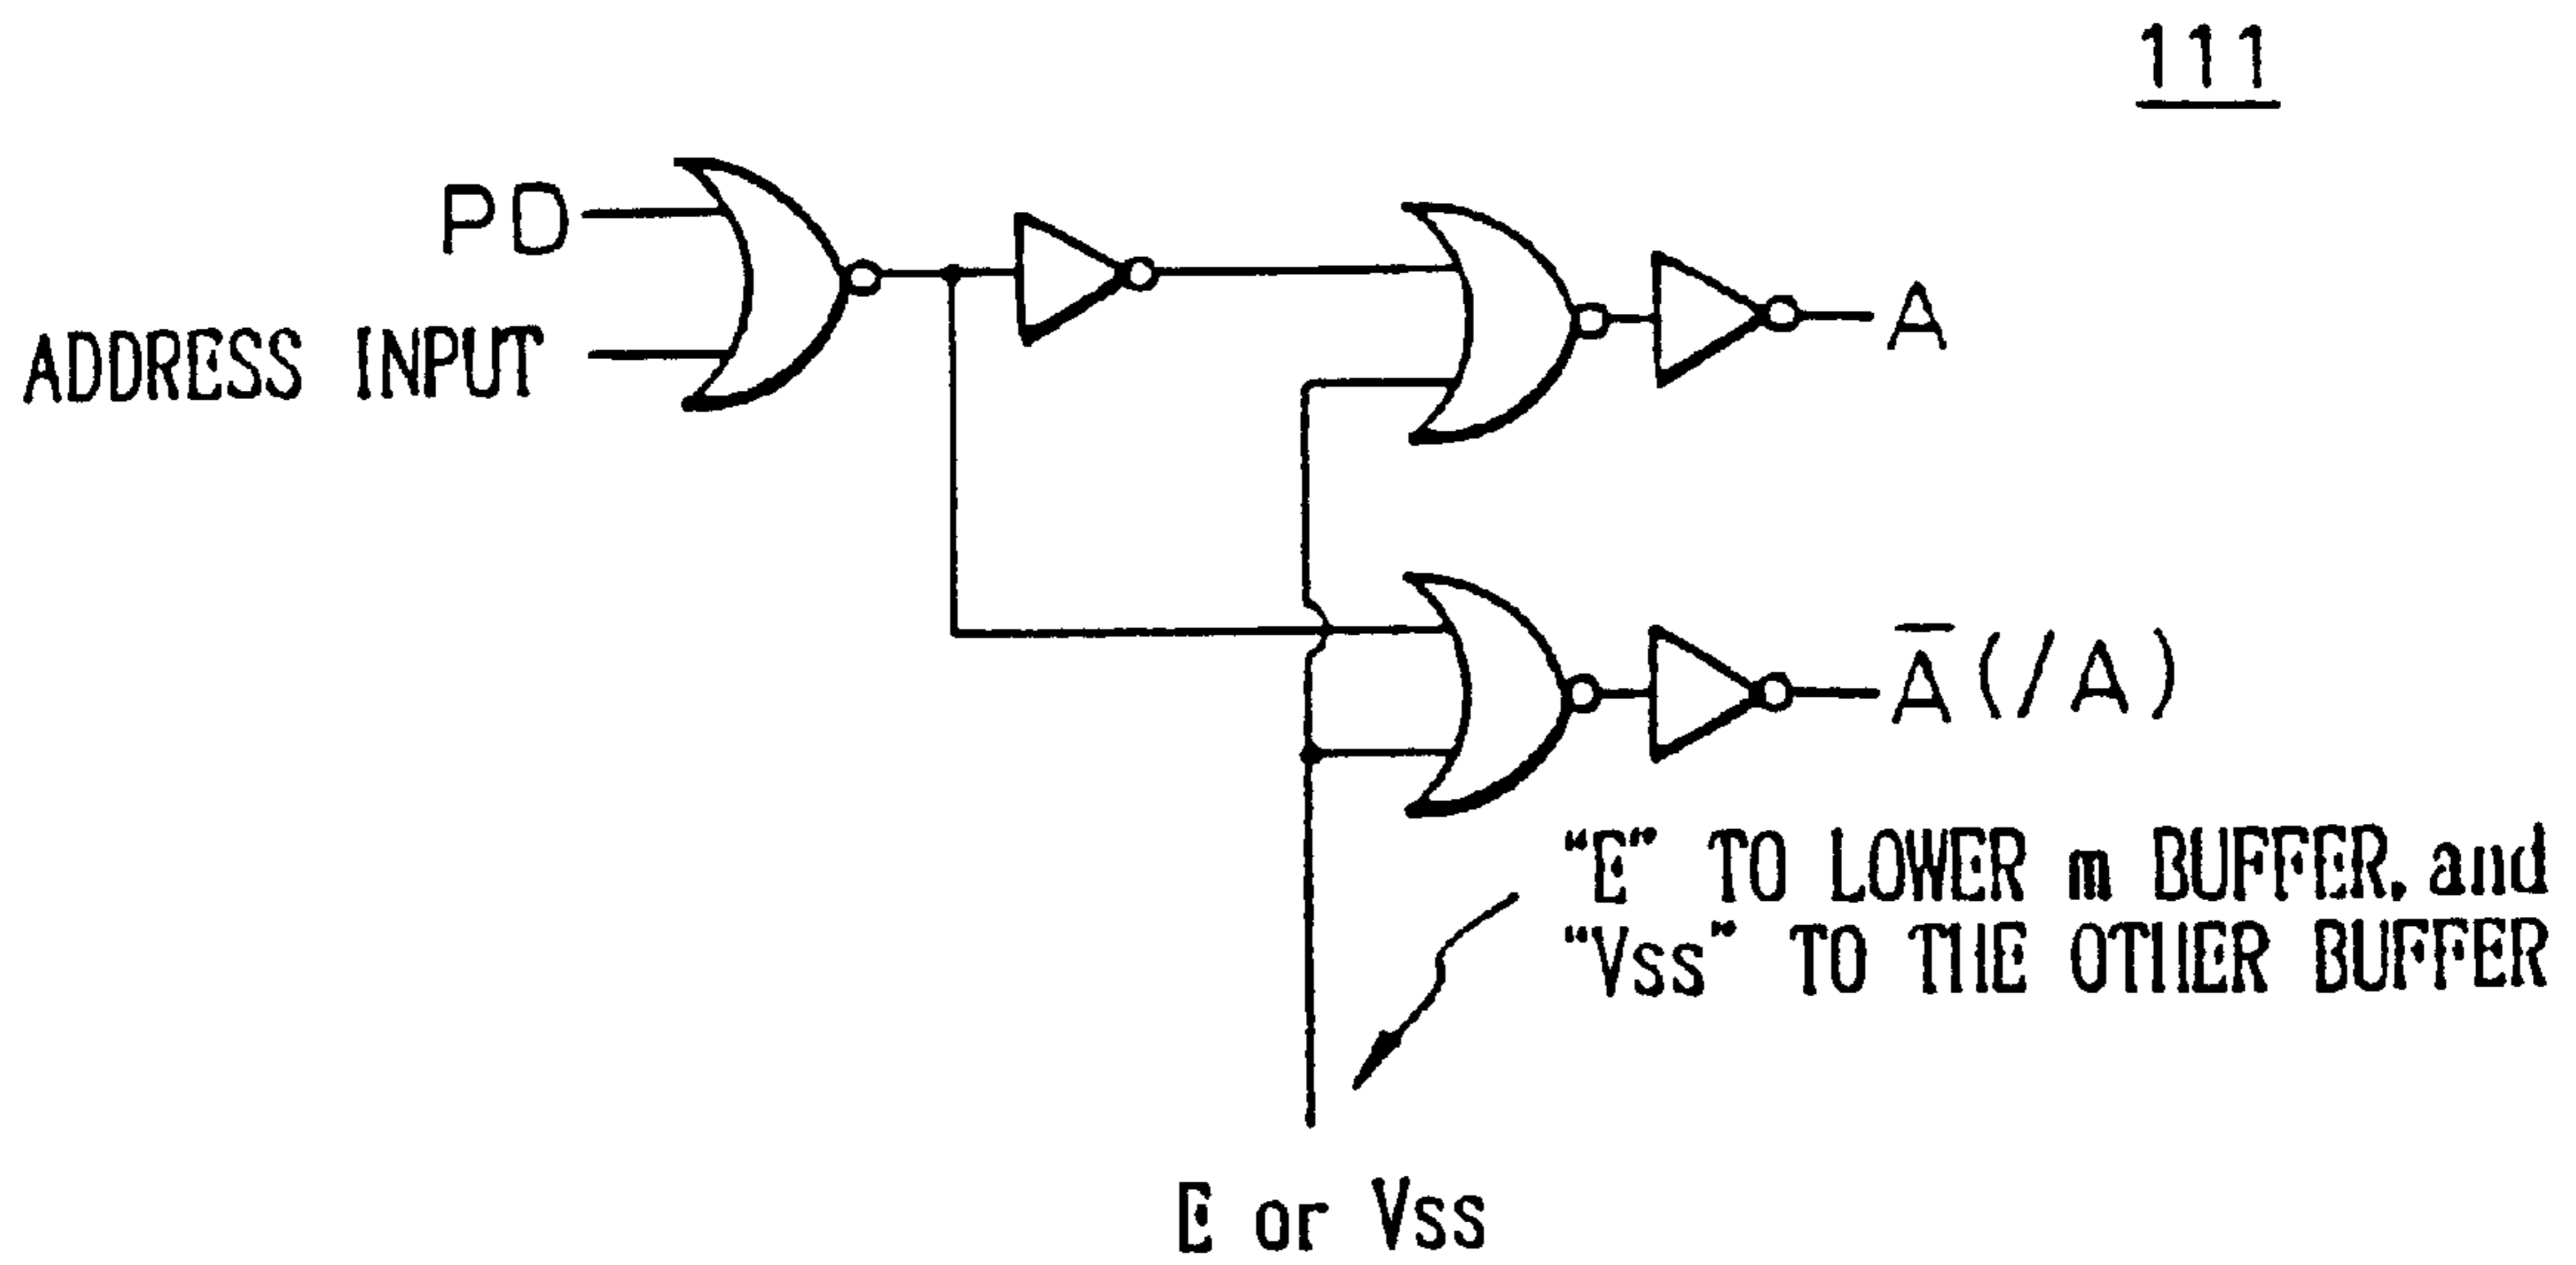 111
PD
ADDRESS INPUT
A
A̅(/A)
"E" TO LOWER m BUFFER, and
"Vss" TO THE OTHER BUFFER
E or Vss